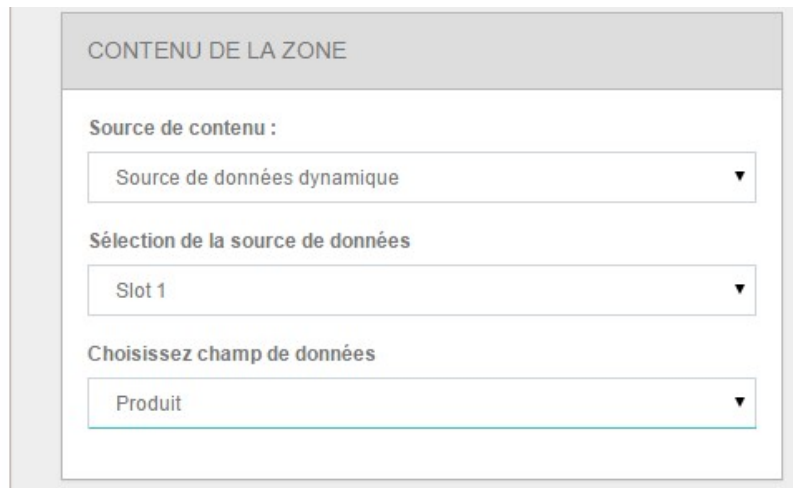 CONTENU DE LA ZONE
Source de contenu :
Source de données dynamique
Sélection de la source de données
Slot 1
Choisissez champ de données
Produit